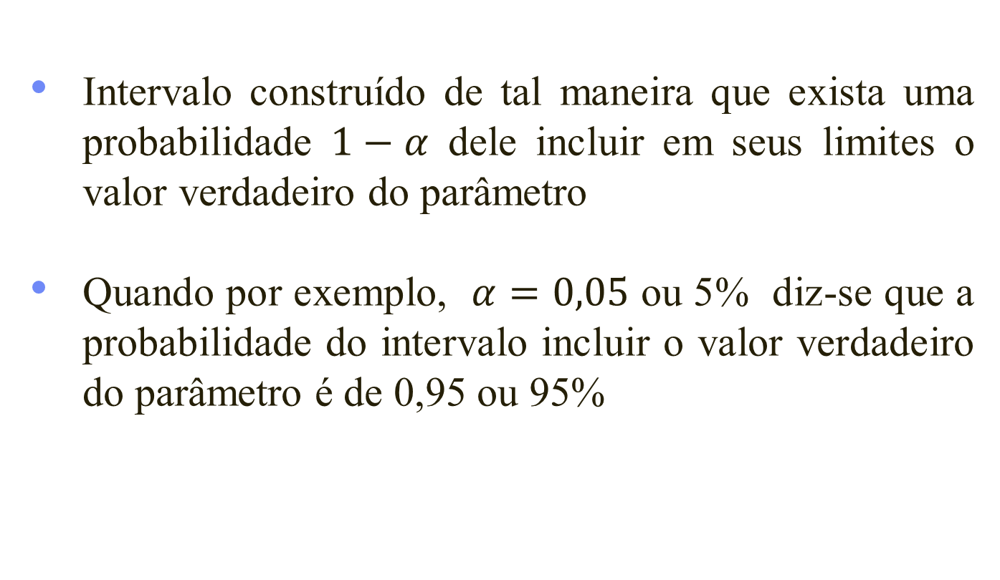 • Intervalo construído de tal maneira que exista uma
probabilidade 1 − α dele incluir em seus limites o
valor verdadeiro do parâmetro
• Quando por exemplo, α = 0,05 ou 5% diz-se que a
probabilidade do intervalo incluir o valor verdadeiro
do parâmetro é de 0,95 ou 95%